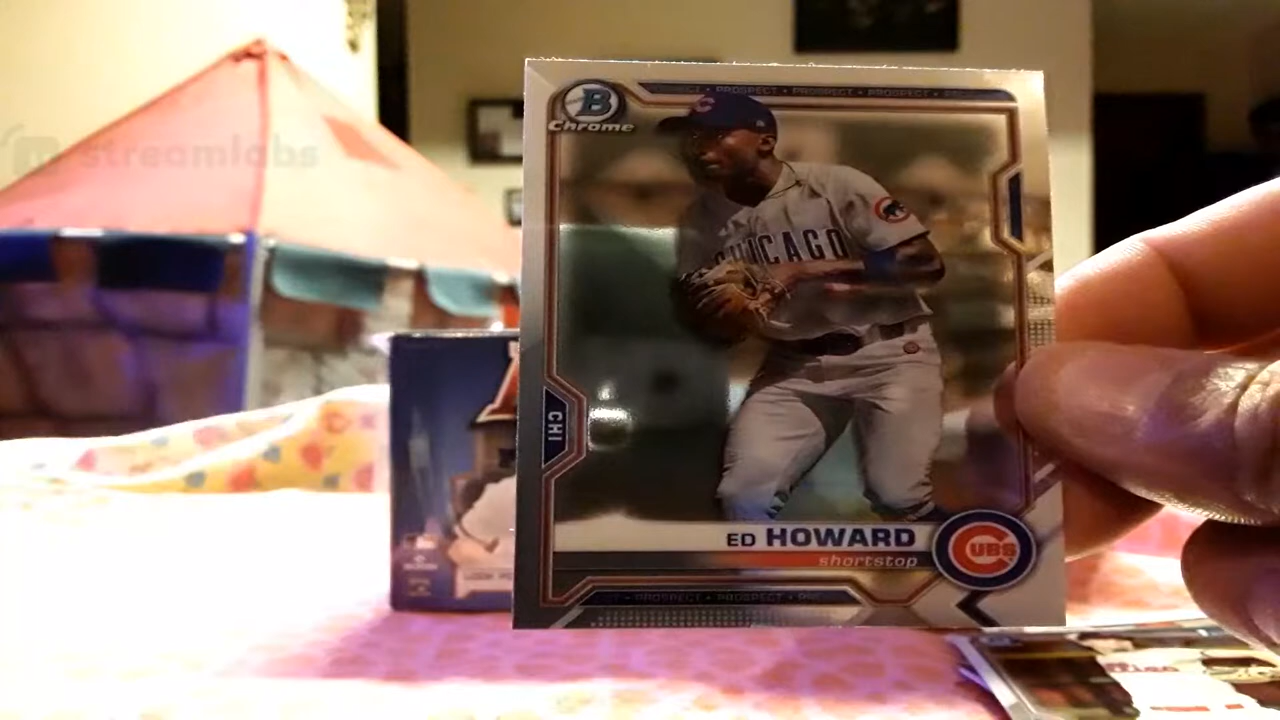 streamlabs
B
Chrome
PROSPECT • PROSPECT • PROSPECT
C
CHICAGO
CHI
ED HOWARD
shortstop
CUBS
PROSPECT • PROSPECT